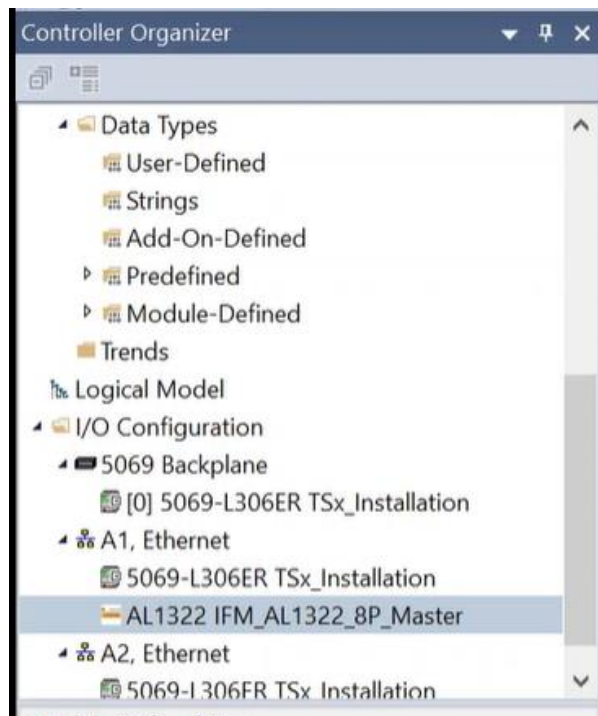 Controller Organizer
Data Types
User-Defined
Strings
Add-On-Defined
Predefined
Module-Defined
Trends
Logical Model
I/O Configuration
5069 Backplane
[0] 5069-L306ER TSx_Installation
A1, Ethernet
5069-L306ER TSx_Installation
AL1322 IFM_AL1322_8P_Master
A2, Ethernet
5069-L306ER TSx_Installation